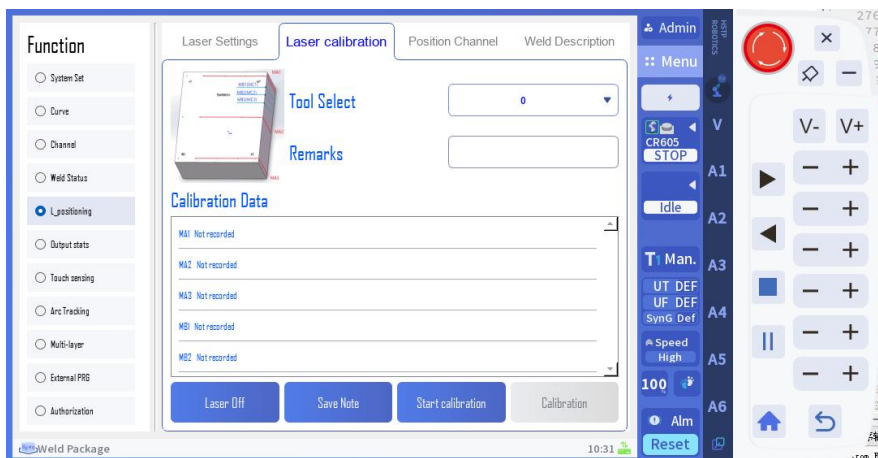 Function
System Set
Curve
Channel
Weld Status
L_positioning
Output stats
Touch sensing
Arc Tracking
Multi-layer
External PRG
Authorization
Laser Settings
Laser calibration
Position Channel
Weld Description
Tool Select
0
Remarks
Calibration Data
MA1 Not recorded
MA2 Not recorded
MA3 Not recorded
MB1 Not recorded
MB2 Not recorded
Laser Off
Save Note
Start calibration
Calibration
Weld Package
10:31
Admin
Menu
CR605
STOP
Idle
T1 Man.
UT DEF
UF DEF
SynG Def
Speed
High
100
Alm
Reset
HSTP
ROBOTICS
V
A1
A2
A3
A4
A5
A6
V- V+
- +
- +
- +
- +
- +
- +
276